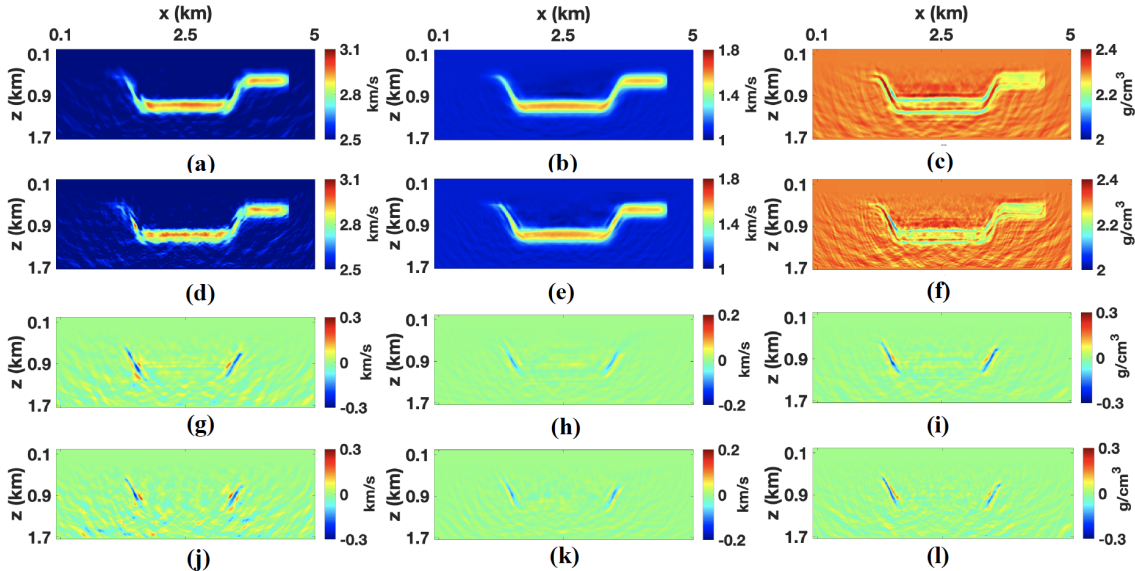 x (km) x (km) x (km)
0.1 2.5 5 0.1 2.5 5 0.1 2.5 5
z (km) 0.1 0.9 1.7 3.1 2.8 2.5 km/s z (km) 0.1 0.9 1.7 1.8 1.4 1 km/s z (km) 0.1 0.9 1.7 2.4 2.2 2 g/cm³
(a) (b) (c)
z (km) 0.1 0.9 1.7 3.1 2.8 2.5 km/s z (km) 0.1 0.9 1.7 1.8 1.4 1 km/s z (km) 0.1 0.9 1.7 2.4 2.2 2 g/cm³
(d) (e) (f)
z (km) 0.1 0.9 1.7 0.3 0 -0.3 km/s z (km) 0.1 0.9 1.7 0.2 0 -0.2 km/s z (km) 0.1 0.9 1.7 0.3 0 -0.3 g/cm³
(g) (h) (i)
z (km) 0.1 0.9 1.7 0.3 0 -0.3 km/s z (km) 0.1 0.9 1.7 0.2 0 -0.2 km/s z (km) 0.1 0.9 1.7 0.3 0 -0.3 g/cm³
(j) (k) (l)